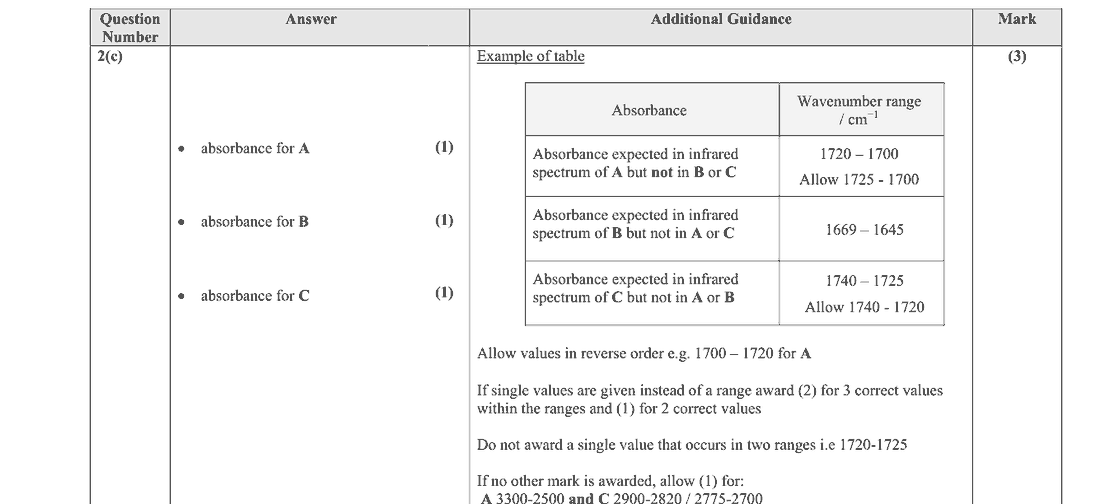 Question Number Answer Additional Guidance Mark
2(c) Example of table (3)
Absorbance Wavenumber range / cm⁻¹
• absorbance for A (1)
Absorbance expected in infrared 1720 – 1700
spectrum of A but not in B or C Allow 1725 - 1700
• absorbance for B (1)
Absorbance expected in infrared
spectrum of B but not in A or C 1669 – 1645
• absorbance for C (1)
Absorbance expected in infrared 1740 – 1725
spectrum of C but not in A or B Allow 1740 - 1720
Allow values in reverse order e.g. 1700 – 1720 for A
If single values are given instead of a range award (2) for 3 correct values
within the ranges and (1) for 2 correct values
Do not award a single value that occurs in two ranges i.e 1720-1725
If no other mark is awarded, allow (1) for:
A 3300-2500 and C 2900-2820 / 2775-2700